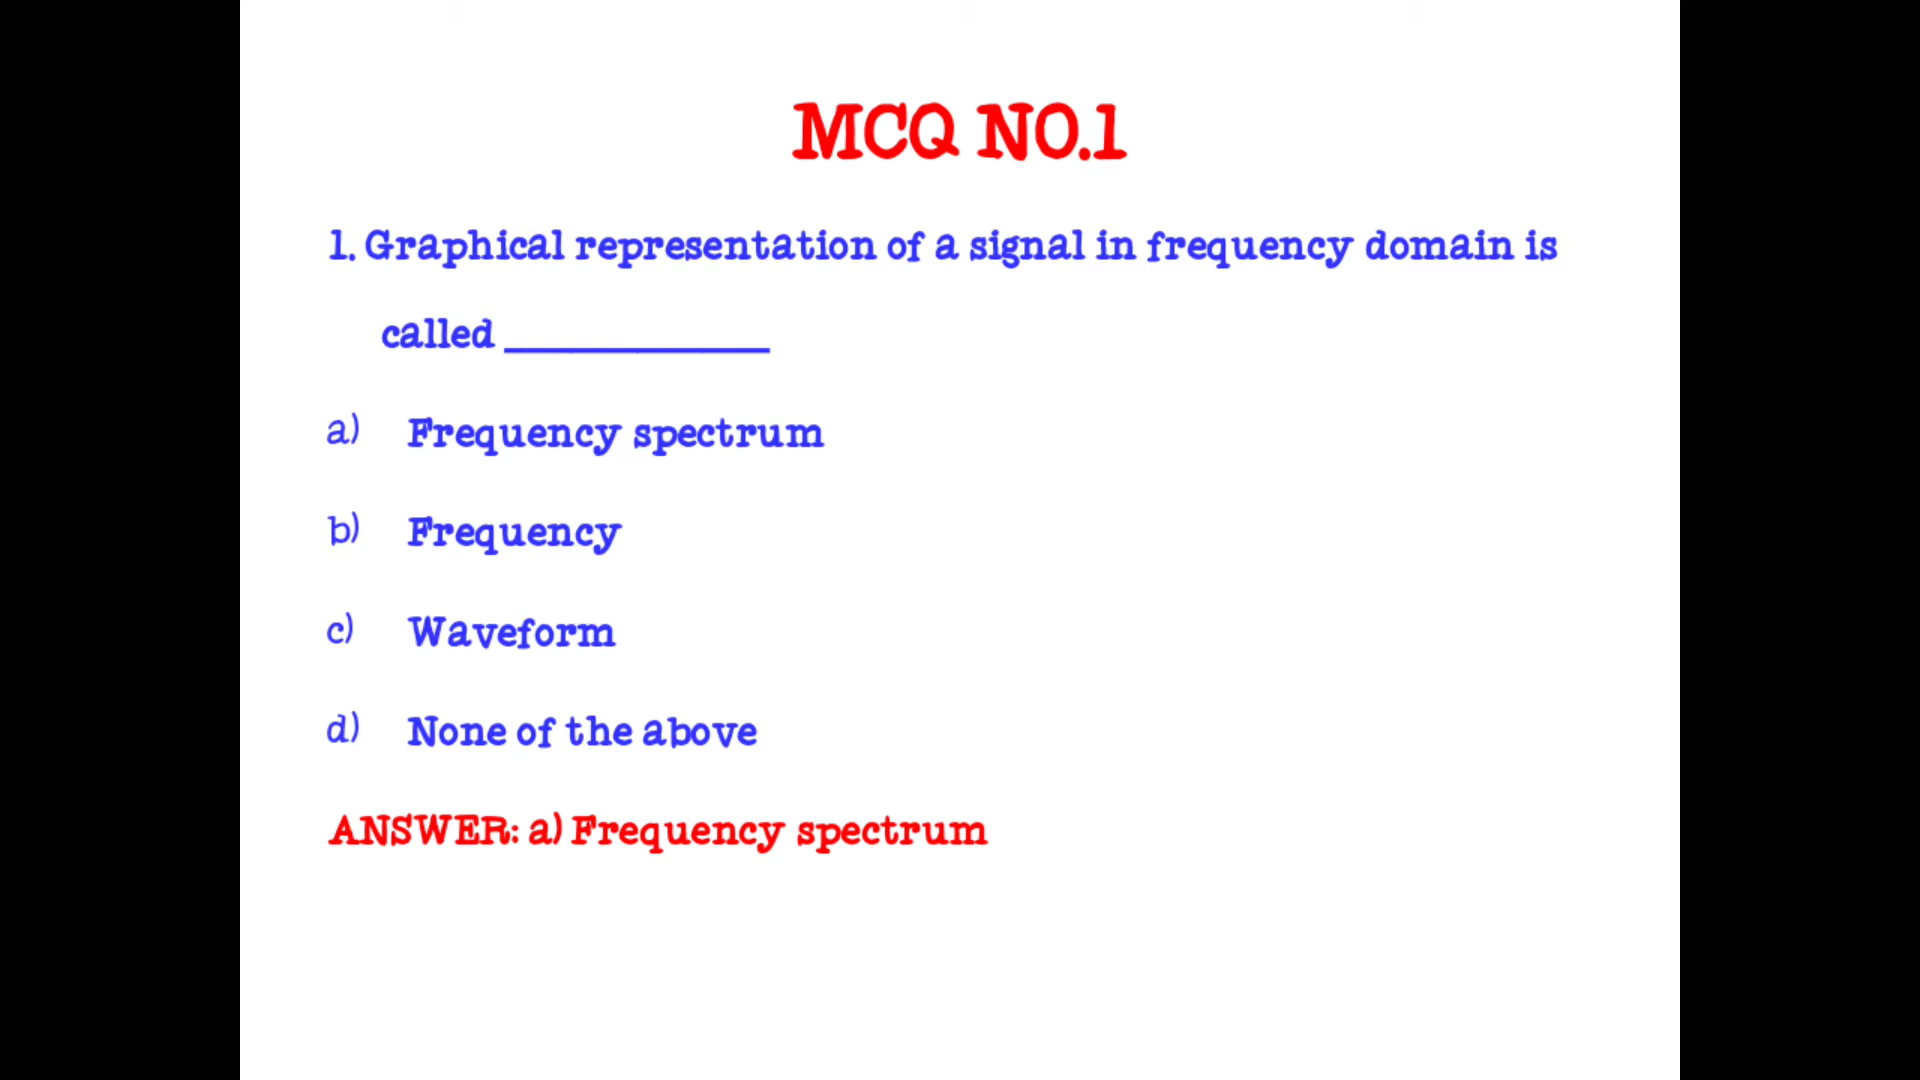 MCQ NO.1
1. Graphical representation of a signal in frequency domain is
called ____________
a) Frequency spectrum
b) Frequency
c) Waveform
d) None of the above
ANSWER: a) Frequency spectrum